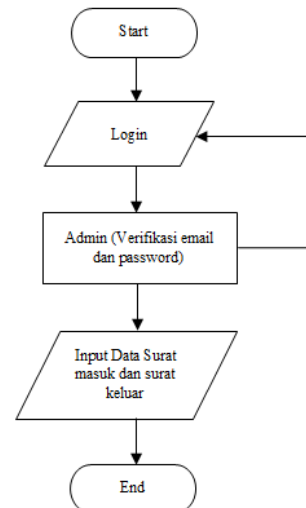 Start
Login
Admin (Verifikasi email
dan password)
Input Data Surat
masuk dan surat
keluar
End